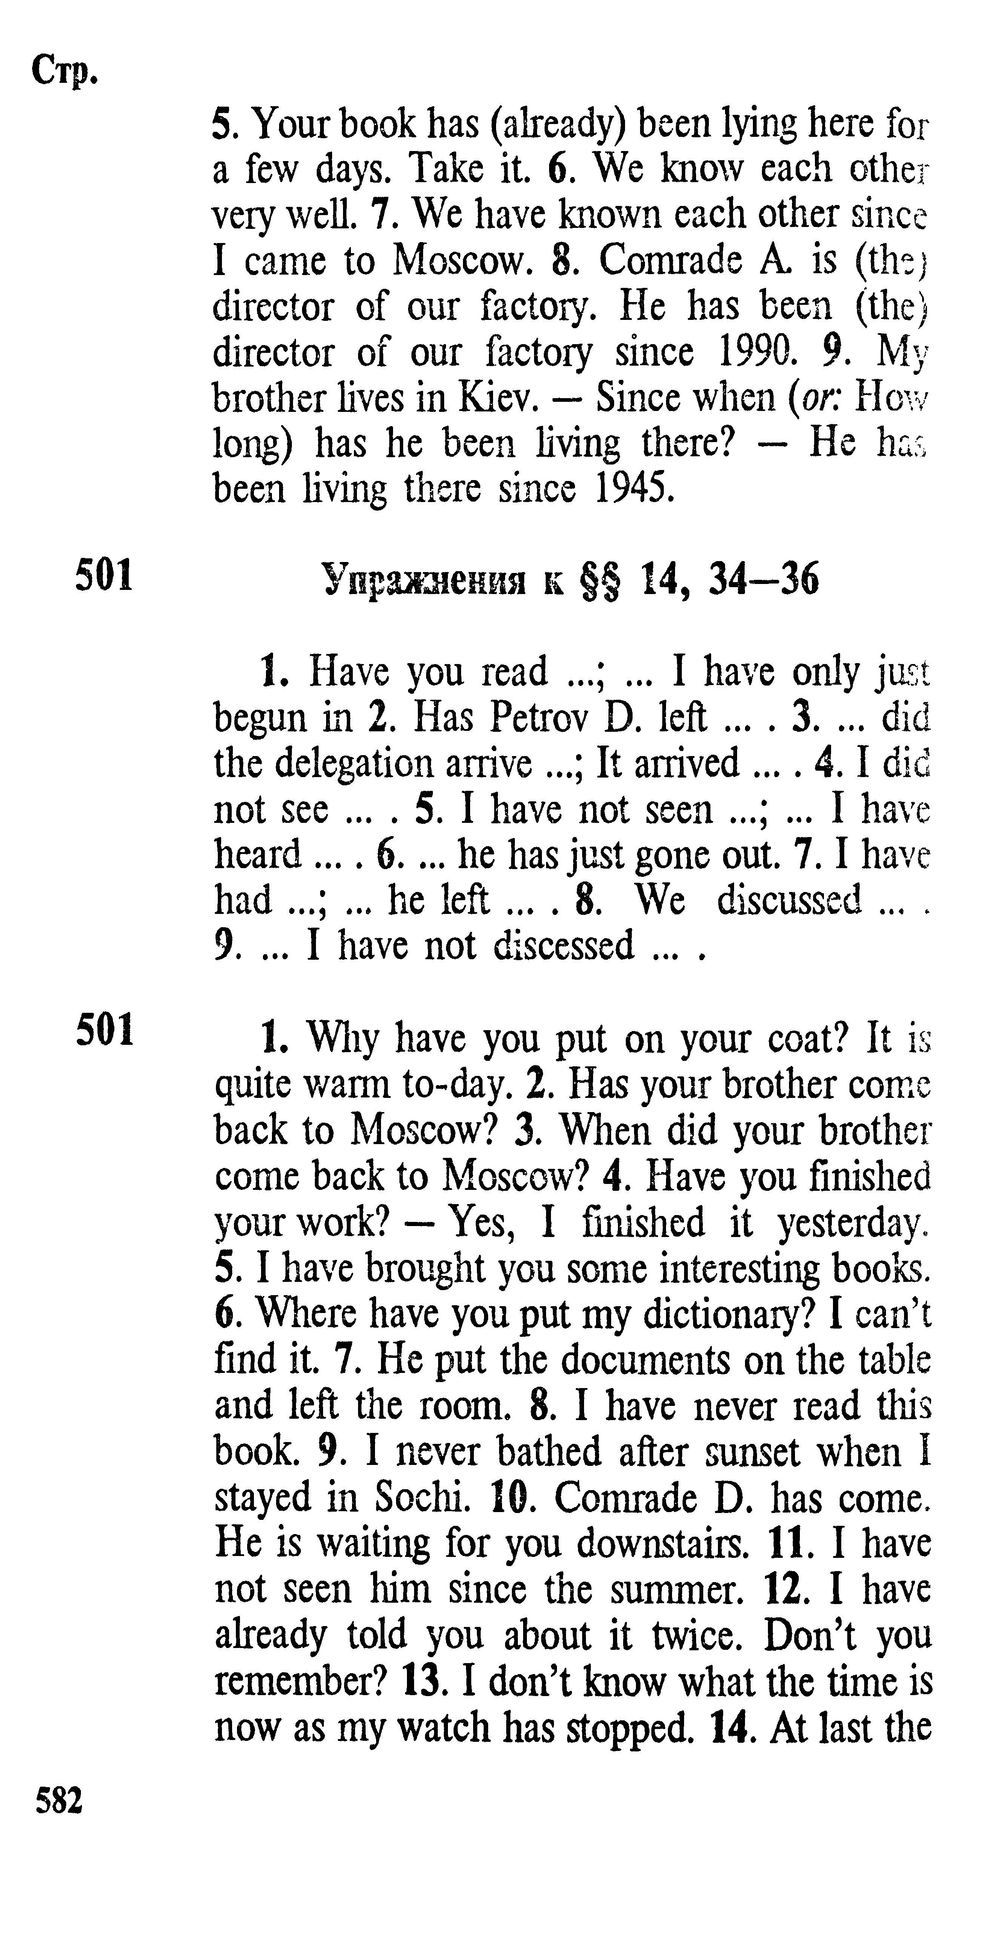 Стр.
5. Your book has (already) been lying here for
a few days. Take it. 6. We know each other
very well. 7. We have known each other since
I came to Moscow. 8. Comrade A. is (the)
director of our factory. He has been (the)
director of our factory since 1990. 9. My
brother lives in Kiev. — Since when (or: How
long) has he been living there? — He has
been living there since 1945.
501 Упражнения к §§ 14, 34—36
1. Have you read ...; ... I have only just
begun in 2. Has Petrov D. left ... . 3. ... did
the delegation arrive ...; It arrived ... . 4. I did
not see ... . 5. I have not seen ...; ... I have
heard ... . 6. ... he has just gone out. 7. I have
had ...; ... he left ... . 8. We discussed ... .
9. ... I have not discessed ... .
501 1. Why have you put on your coat? It is
quite warm to-day. 2. Has your brother come
back to Moscow? 3. When did your brother
come back to Moscow? 4. Have you finished
your work? — Yes, I finished it yesterday.
5. I have brought you some interesting books.
6. Where have you put my dictionary? I can't
find it. 7. He put the documents on the table
and left the room. 8. I have never read this
book. 9. I never bathed after sunset when I
stayed in Sochi. 10. Comrade D. has come.
He is waiting for you downstairs. 11. I have
not seen him since the summer. 12. I have
already told you about it twice. Don't you
remember? 13. I don't know what the time is
now as my watch has stopped. 14. At last the
582